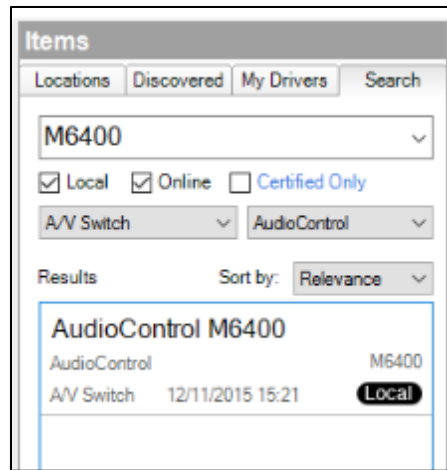 Items
Locations Discovered My Drivers Search
M6400
Local Online Certified Only
A/V Switch AudioControl
Results Sort by: Relevance
AudioControl M6400
AudioControl M6400
A/V Switch 12/11/2015 15:21 Local